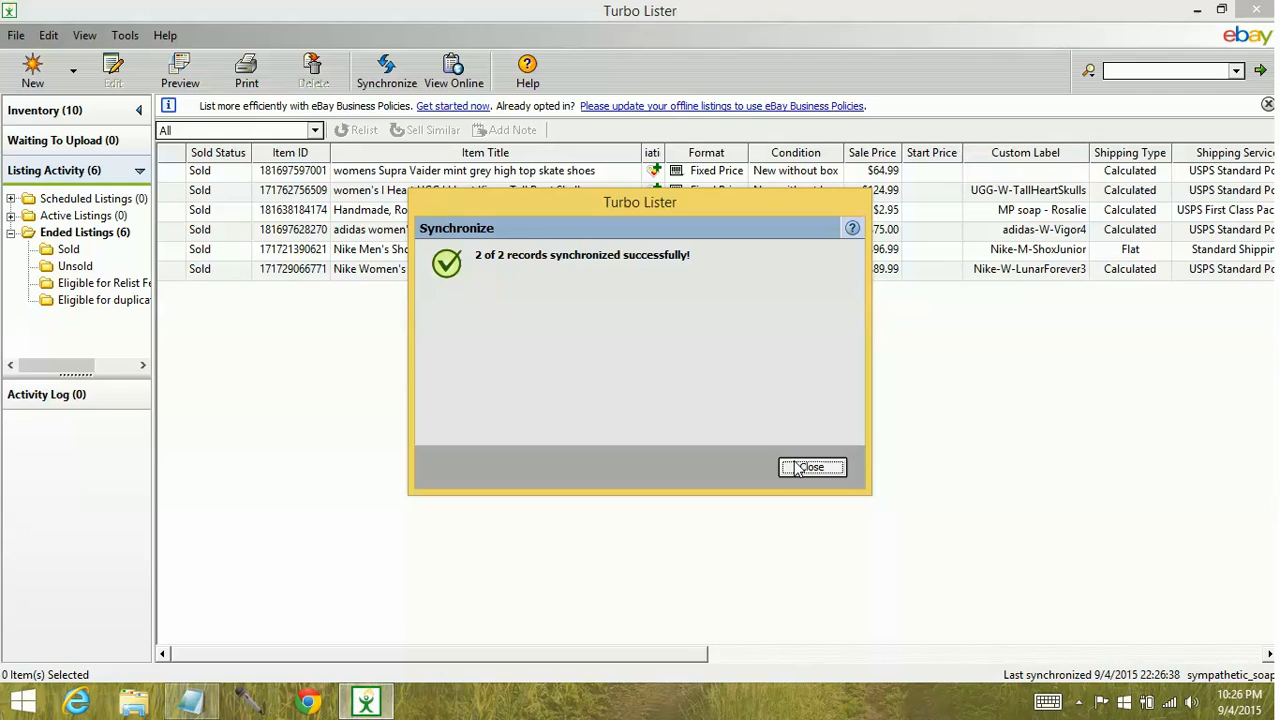 Turbo Lister
File Edit View Tools Help
ebay
New Edit Preview Print Delete Synchronize View Online Help
Inventory (10)
List more efficiently with eBay Business Policies. Get started now. Already opted in? Please update your offline listings to use eBay Business Policies.
Waiting To Upload (0)
All Relist Sell Similar Add Note
Sold Status Item ID Item Title iati Format Condition Sale Price Start Price Custom Label Shipping Type Shipping Servic
Listing Activity (6)
Sold 181697597001 womens Supra Vaider mint grey high top skate shoes Fixed Price New without box $64.99 Calculated USPS Standard Po
Sold 171762756509 $124.99 UGG-W-TallHeartSkulls Calculated USPS Standard Po
Scheduled Listings (0)
Sold 181638184174 Handmade, Ro $2.95 MP soap - Rosalie Calculated USPS First Class Pac
Active Listings (0)
Sold 181697628270 adidas women' 75.00 adidas-W-Vigor4 Calculated USPS Standard Po
Ended Listings (6)
Sold 171721390621 Nike Men's Sho 96.99 Nike-M-ShoxJunior Flat Standard Shippin
Sold
Sold 171729066771 Nike Women's 89.99 Nike-W-LunarForever3 Calculated USPS Standard Po
Unsold
Eligible for Relist Fe
Eligible for duplica
Activity Log (0)
Turbo Lister
Synchronize
2 of 2 records synchronized successfully!
Close
0 Item(s) Selected
Last synchronized 9/4/2015 22:26:38 sympathetic_soap
10:26 PM
9/4/2015